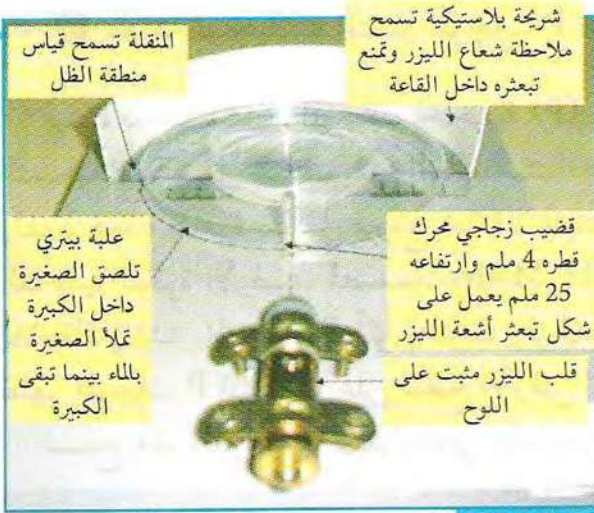 شريحة بلاستيكية تسمح
ملاحظة شعاع الليزر وتمنع
تبعثره داخل القاعة
المنقلة تسمح قياس
منطقة الظل
قضيب زجاجي محرك
قطره 4 ملم وارتفاعه
25 ملم يعمل على
شكل تبعثر أشعة الليزر
علبة بيتري
تلصق الصغيرة
داخل الكبيرة
تملأ الصغيرة
بالماء بينما تبقى
الكبيرة
قلب الليزر مثبت على
اللوح